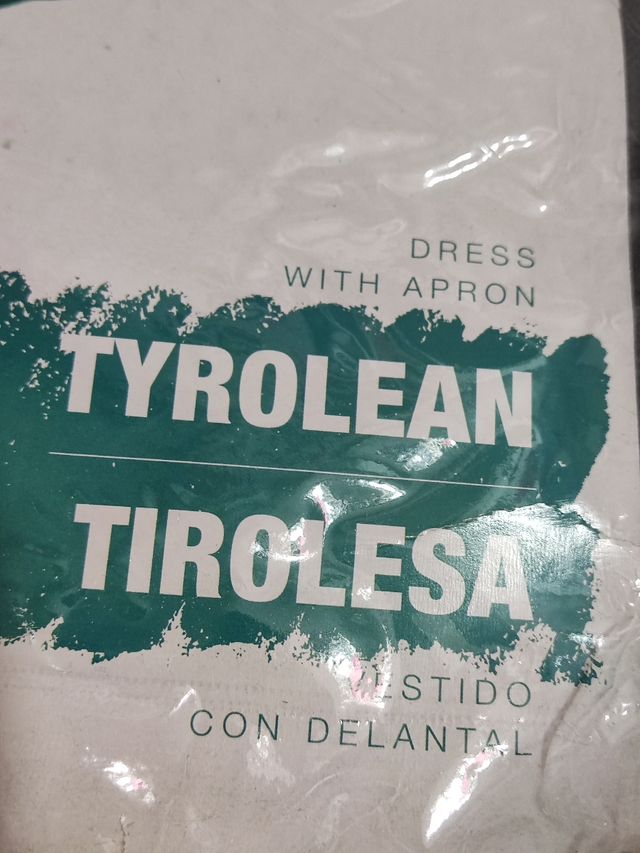 DRESS
WITH APRON
TYROLEAN
TIROLESA
VESTIDO
CON DELANTAL